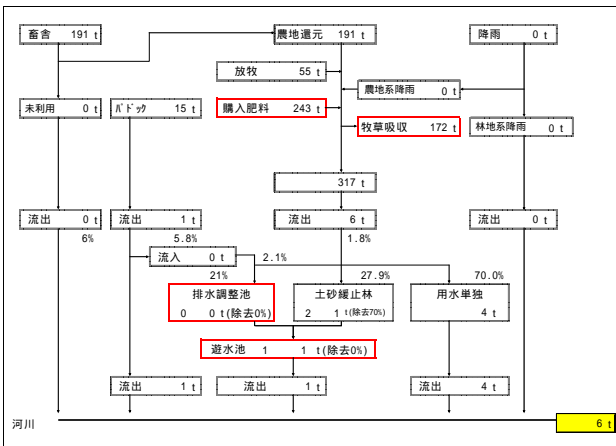 畜舎 191 t
農地還元 191 t
降雨 0 t
放牧 55 t
農地系降雨 0 t
未利用 0 t
ﾊﾟﾄﾞｯｸ 15 t
購入肥料 243 t
牧草吸収 172 t
林地系降雨 0 t
317 t
流出 0 t
流出 1 t
流出 6 t
流出 0 t
6%
5.8%
1.8%
流入 0 t
2.1%
21%
27.9%
70.0%
排水調整池
0 0 t(除去0%)
土砂緩止林
2 1 t(除去70%)
用水単独
4 t
遊水池 1 1 t(除去0%)
流出 1 t
流出 1 t
流出 4 t
河川
6 t